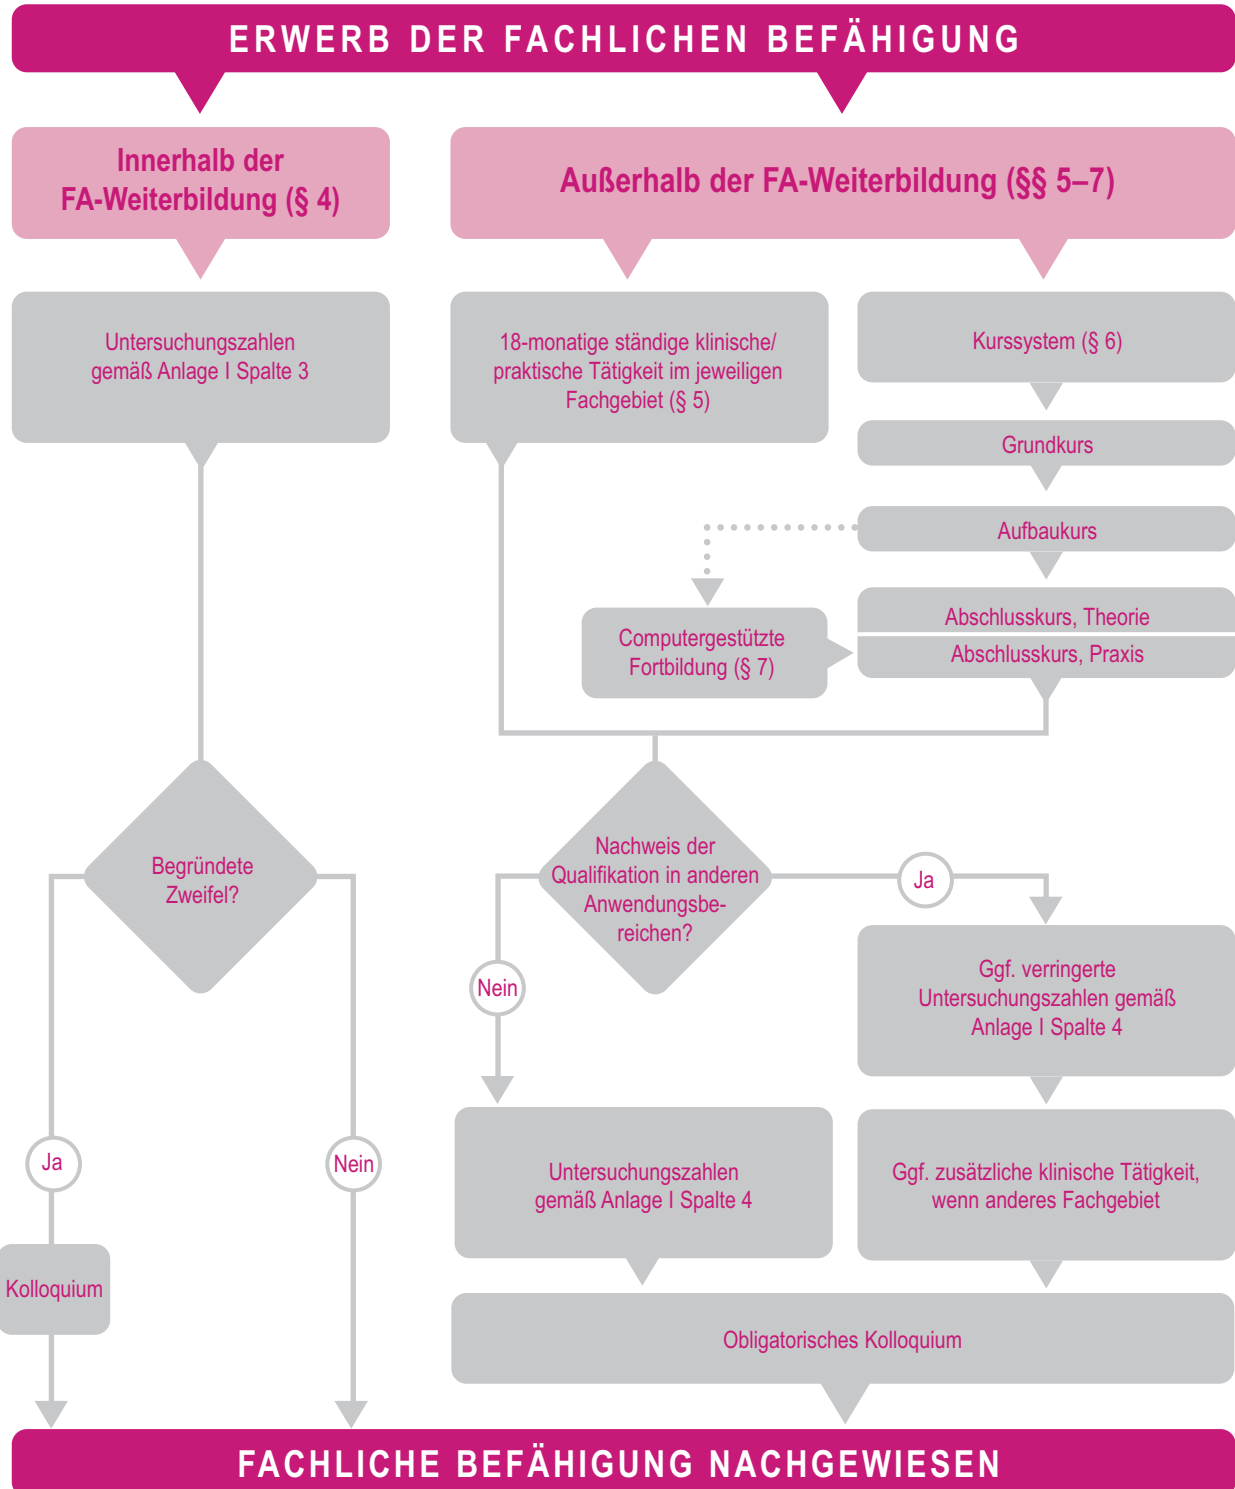 ERWERB DER FACHLICHEN BEFÄHIGUNG
Innerhalb der
FA-Weiterbildung (§ 4)
Außerhalb der FA-Weiterbildung (§§ 5–7)
Untersuchungszahlen
gemäß Anlage I Spalte 3
18-monatige ständige klinische/
praktische Tätigkeit im jeweiligen
Fachgebiet (§ 5)
Kurssystem (§ 6)
Grundkurs
Aufbaukurs
Computergestützte
Fortbildung (§ 7)
Abschlusskurs, Theorie
Abschlusskurs, Praxis
Begründete
Zweifel?
Nachweis der
Qualifikation in anderen
Anwendungsbe-
reichen?
Ja
Nein
Ggf. verringerte
Untersuchungszahlen gemäß
Anlage I Spalte 4
Ja
Nein
Untersuchungszahlen
gemäß Anlage I Spalte 4
Ggf. zusätzliche klinische Tätigkeit,
wenn anderes Fachgebiet
Kolloquium
Obligatorisches Kolloquium
FACHLICHE BEFÄHIGUNG NACHGEWIESEN